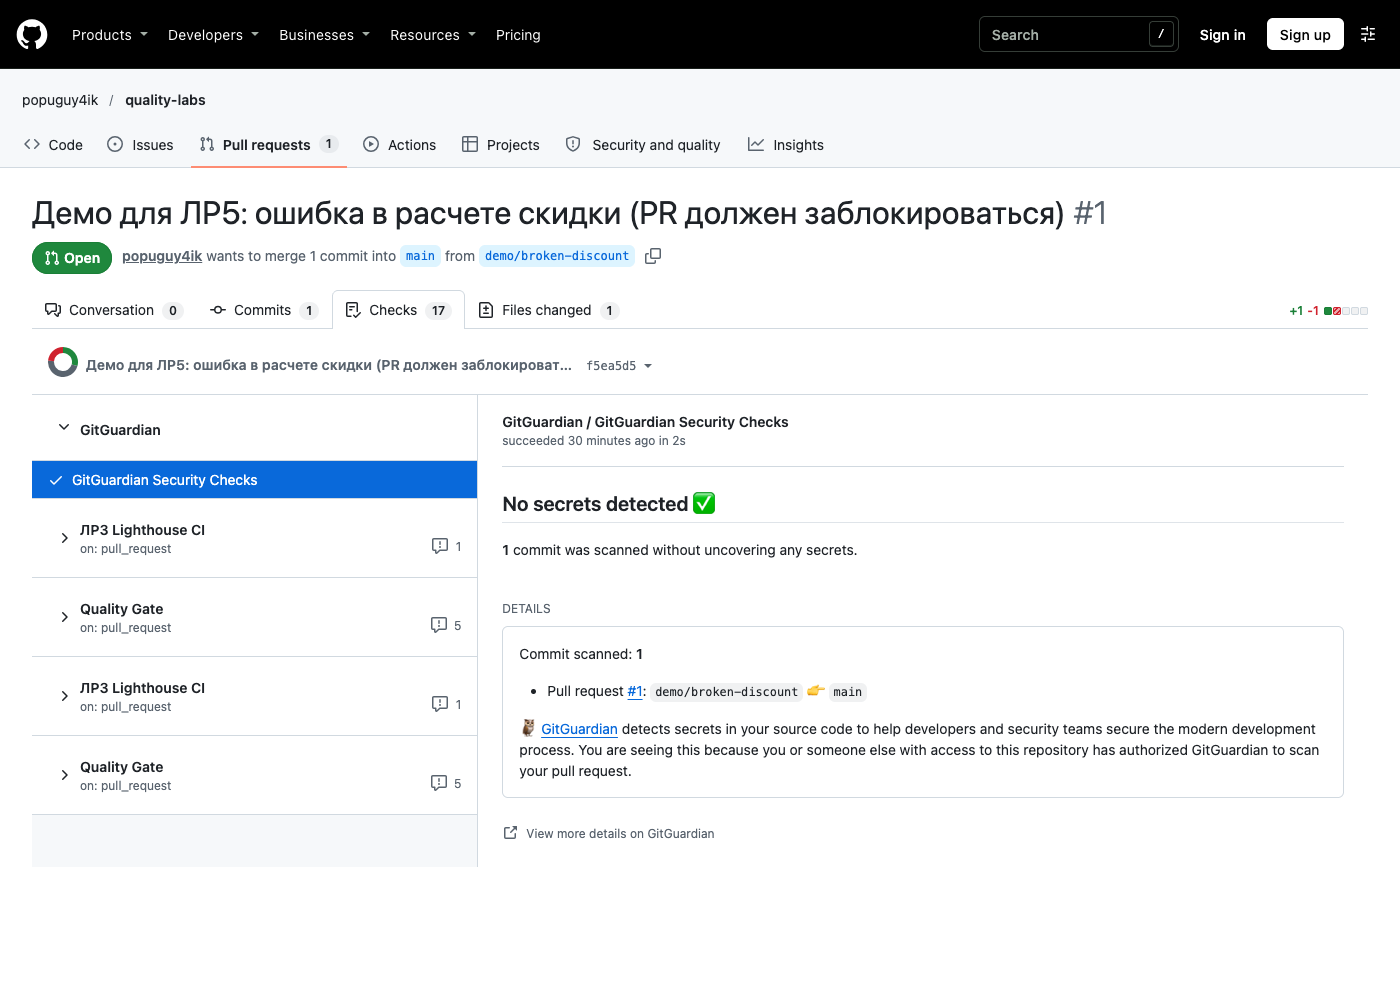 Products Developers Businesses Resources Pricing Search / Sign in Sign up
popuguy4ik / quality-labs
Code Issues Pull requests 1 Actions Projects Security and quality Insights
Демо для ЛР5: ошибка в расчете скидки (PR должен заблокироваться) #1
Open popuguy4ik wants to merge 1 commit into main from demo/broken-discount
Conversation 0 Commits 1 Checks 17 Files changed 1 +1 -1
Демо для ЛР5: ошибка в расчете скидки (PR должен заблокироват... f5ea5d5
GitGuardian
GitGuardian Security Checks
ЛР3 Lighthouse CI
on: pull_request 1
Quality Gate
on: pull_request 5
ЛР3 Lighthouse CI
on: pull_request 1
Quality Gate
on: pull_request 5
GitGuardian / GitGuardian Security Checks
succeeded 30 minutes ago in 2s
No secrets detected ✅
1 commit was scanned without uncovering any secrets.
DETAILS
Commit scanned: 1
• Pull request #1: demo/broken-discount 👉 main
🦉 GitGuardian detects secrets in your source code to help developers and security teams secure the modern development
process. You are seeing this because you or someone else with access to this repository has authorized GitGuardian to scan
your pull request.
View more details on GitGuardian